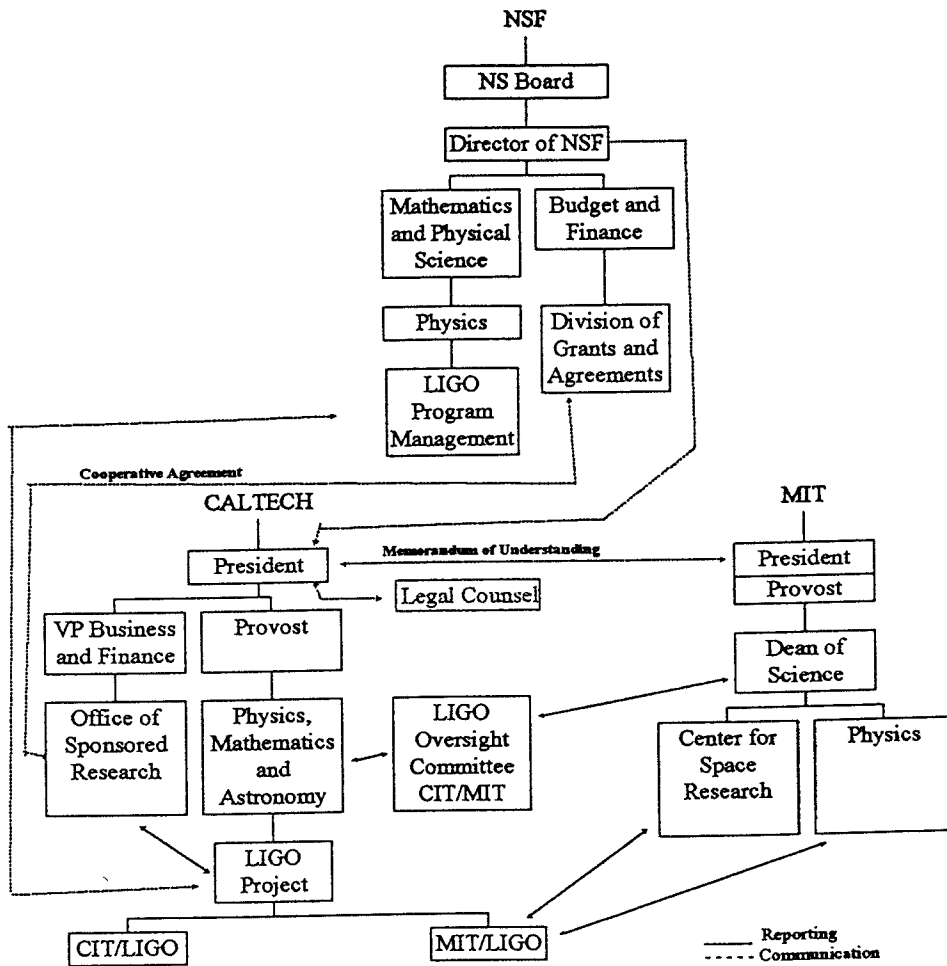 NSF
NS Board
Director of NSF
Mathematics
and Physical
Science
Budget and
Finance
Physics
Division of
Grants and
Agreements
LIGO
Program
Management
Cooperative Agreement
CALTECH
MIT
Memorandum of Understanding
President
President
Provost
Legal Counsel
VP Business
and Finance
Provost
Dean of
Science
Office of
Sponsored
Research
Physics,
Mathematics
and
Astronomy
LIGO
Oversight
Committee
CIT/MIT
Center for
Space
Research
Physics
LIGO
Project
CIT/LIGO
MIT/LIGO
Reporting
Communication